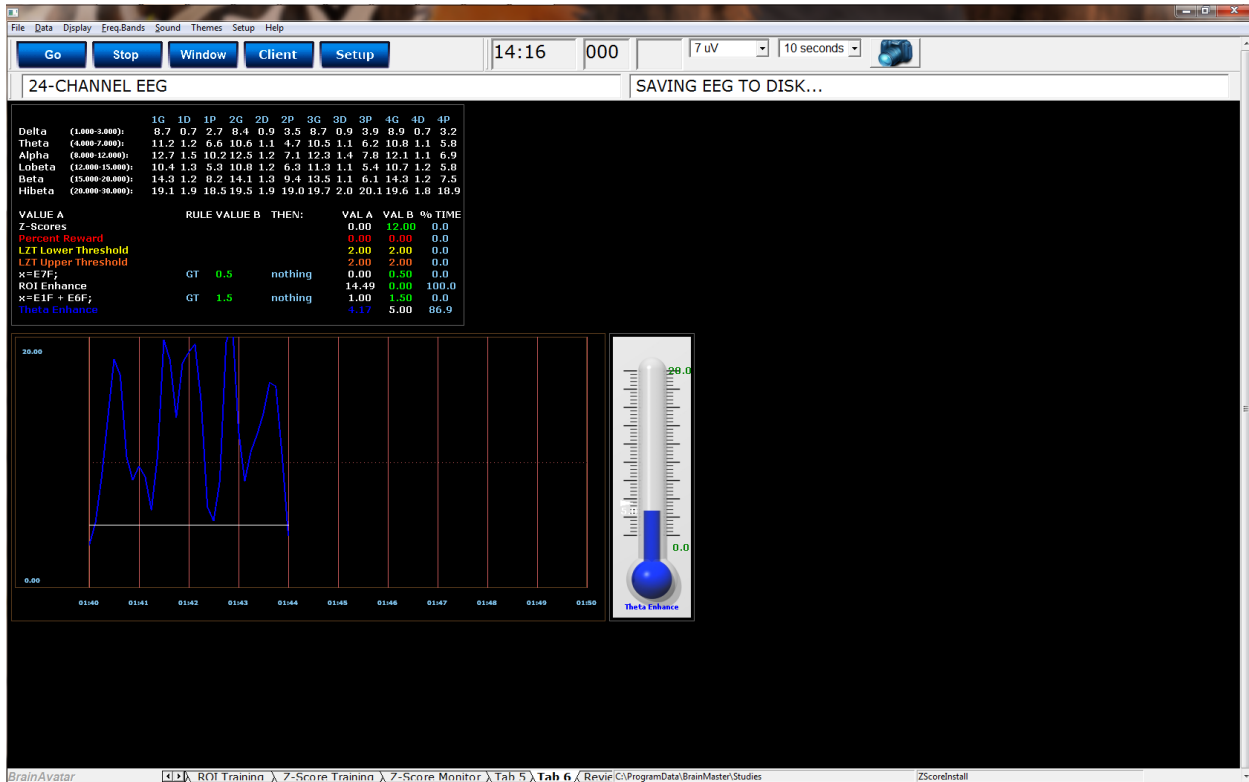 File Data Display Freq.Bands Sound Themes Setup Help
Go Stop Window Client Setup 14:16 000 7 uV 10 seconds
24-CHANNEL EEG SAVING EEG TO DISK...
1G 1D 1P 2G 2D 2P 3G 3D 3P 4G 4D 4P
Delta (1.000-3.000): 8.7 0.7 2.7 8.4 0.9 3.5 8.7 0.9 3.9 8.9 0.7 3.2
Theta (4.000-7.000): 11.2 1.2 6.6 10.6 1.1 4.7 10.5 1.1 6.2 10.8 1.1 5.8
Alpha (8.000-12.000): 12.7 1.5 10.2 12.5 1.2 7.1 12.3 1.4 7.8 12.1 1.1 6.9
Lobeta (12.000-15.000): 10.4 1.3 5.3 10.8 1.2 6.3 11.3 1.1 5.4 10.7 1.2 5.8
Beta (15.000-20.000): 14.3 1.2 8.2 14.1 1.3 9.4 13.5 1.1 6.1 14.3 1.2 7.5
Hibeta (20.000-30.000): 19.1 1.9 18.5 19.5 1.9 19.0 19.7 2.0 20.1 19.6 1.8 18.9
VALUE A RULE VALUE B THEN: VAL A VAL B % TIME
Z-Scores 0.00 12.00 0.0
Percent Reward 0.00 0.00 0.0
LZT Lower Threshold 2.00 2.00 0.0
LZT Upper Threshold 2.00 2.00 0.0
x=E7F; GT 0.5 nothing 0.00 0.50 0.0
ROI Enhance 14.49 0.00 100.0
x=E1F + E6F; GT 1.5 nothing 1.00 1.50 0.0
Theta Enhance 4.17 5.00 86.9
20.00
0.00
01:40 01:41 01:42 01:43 01:44 01:45 01:46 01:47 01:48 01:49 01:50
20.0
0.0
Theta Enhance
BrainAvatar ROI Training Z-Score Training Z-Score Monitor Tab 5 Tab 6 Revie C:\ProgramData\BrainMaster\Studies ZScoreInstall